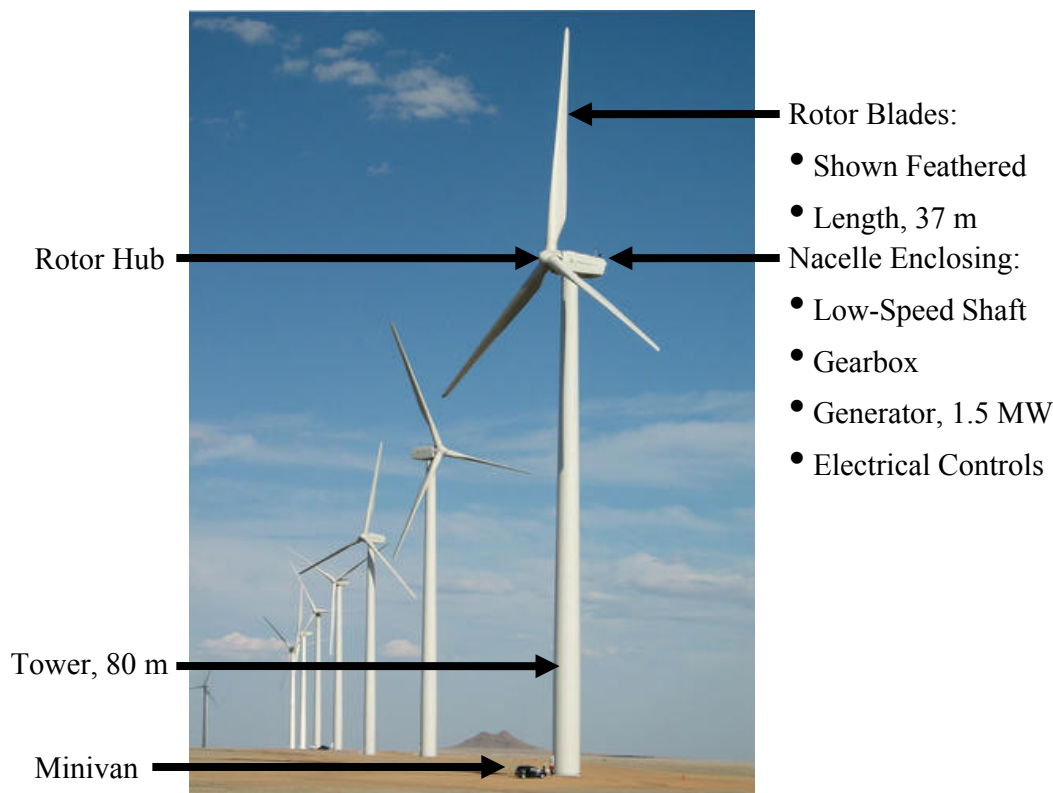 Rotor Blades:
• Shown Feathered
• Length, 37 m
Rotor Hub
Nacelle Enclosing:
• Low-Speed Shaft
• Gearbox
• Generator, 1.5 MW
• Electrical Controls
Tower, 80 m
Minivan